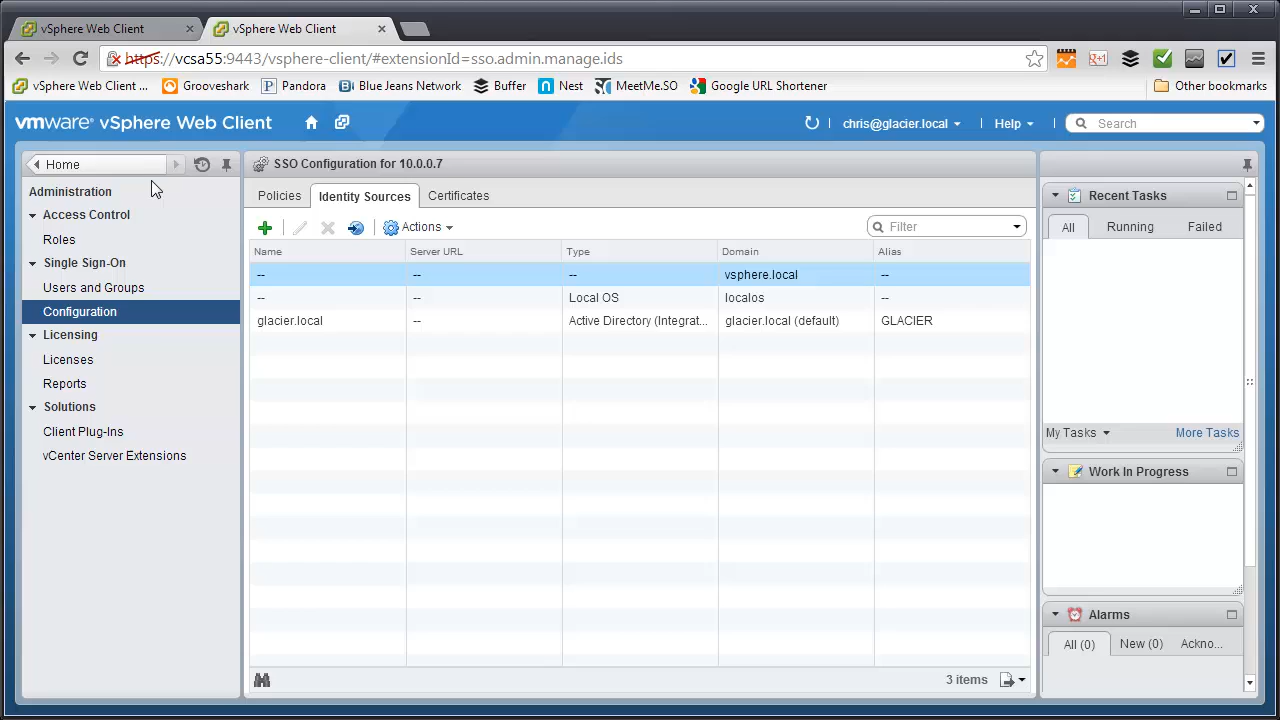 vSphere Web Client
vSphere Web Client
https://vcsa55:9443/vsphere-client/#extensionId=sso.admin.manage.ids
vSphere Web Client ...
Grooveshark
Pandora
Blue Jeans Network
Buffer
Nest
MeetMe.SO
Google URL Shortener
Other bookmarks
vmware vSphere Web Client
chris@glacier.local
Help
Search
Home
Administration
Access Control
Roles
Single Sign-On
Users and Groups
Configuration
Licensing
Licenses
Reports
Solutions
Client Plug-Ins
vCenter Server Extensions
SSO Configuration for 10.0.0.7
Policies Identity Sources Certificates
Actions
Filter
Name Server URL Type Domain Alias
-- -- -- vsphere.local --
-- -- Local OS localos --
glacier.local -- Active Directory (Integrat... glacier.local (default) GLACIER
3 items
Recent Tasks
All Running Failed
My Tasks More Tasks
Work In Progress
Alarms
All (0) New (0) Ackno...